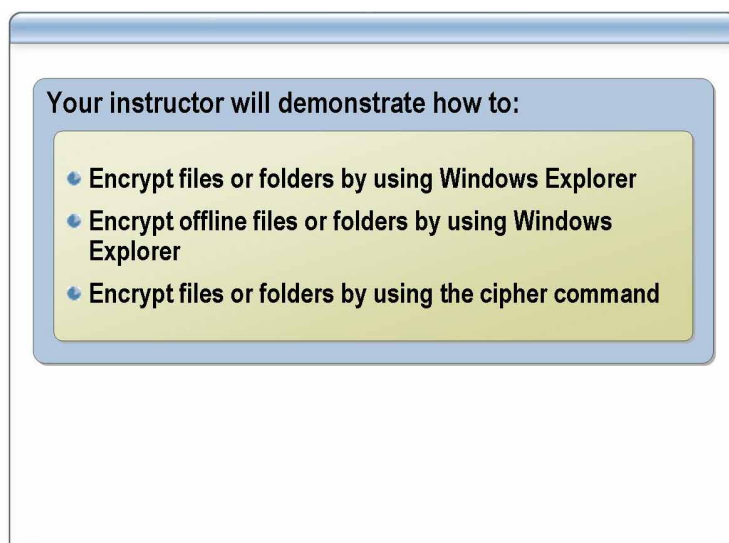 Your instructor will demonstrate how to:
Encrypt files or folders by using Windows Explorer
Encrypt offline files or folders by using Windows
Explorer
Encrypt files or folders by using the cipher command